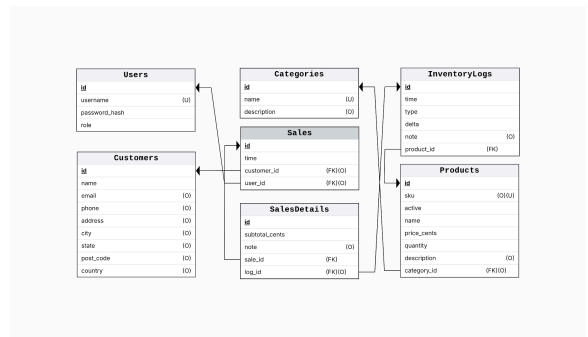 Users
id
username (U)
password_hash
role
Customers
id
name
email (O)
phone (O)
address (O)
city (O)
state (O)
post_code (O)
country (O)
Categories
id
name (U)
description (O)
Sales
id
time
customer_id (FK)(O)
user_id (FK)(O)
SalesDetails
id
subtotal_cents
note (O)
sale_id (FK)
log_id (FK)(O)
InventoryLogs
id
time
type
delta
note (O)
product_id (FK)
Products
id
sku (O)(U)
active
name
price_cents
quantity
description (O)
category_id (FK)(O)